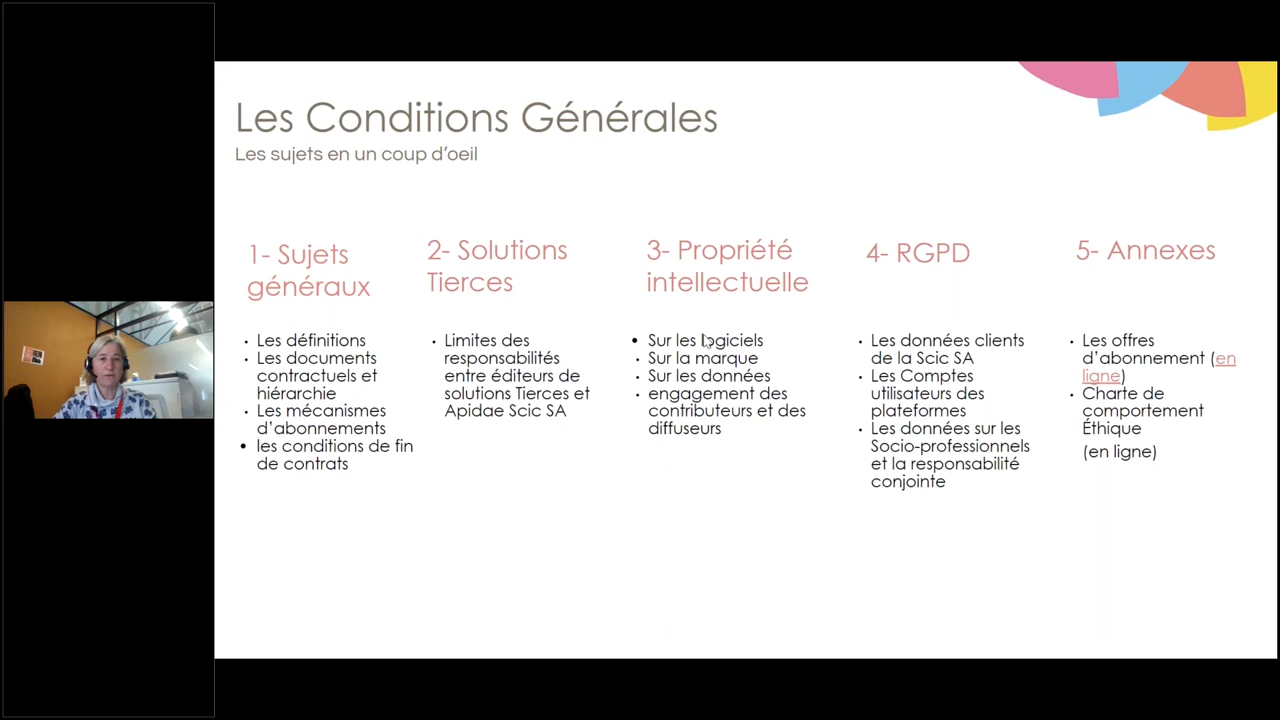 Les Conditions Générales
Les sujets en un coup d'oeil
1- Sujets
généraux
Les définitions
Les documents
contractuels et
hiérarchie
Les mécanismes
d'abonnements
les conditions de fin
de contrats
2- Solutions
Tierces
Limites des
responsabilités
entre éditeurs de
solutions Tierces et
Apidae Scic SA
3- Propriété
intellectuelle
Sur les logiciels
Sur la marque
Sur les données
engagement des
contributeurs et des
diffuseurs
4- RGPD
Les données clients
de la Scic SA
Les Comptes
utilisateurs des
plateformes
Les données sur les
Socio-professionnels
et la responsabilité
conjointe
5- Annexes
Les offres
d'abonnement (en
ligne)
Charte de
comportement
Éthique
(en ligne)